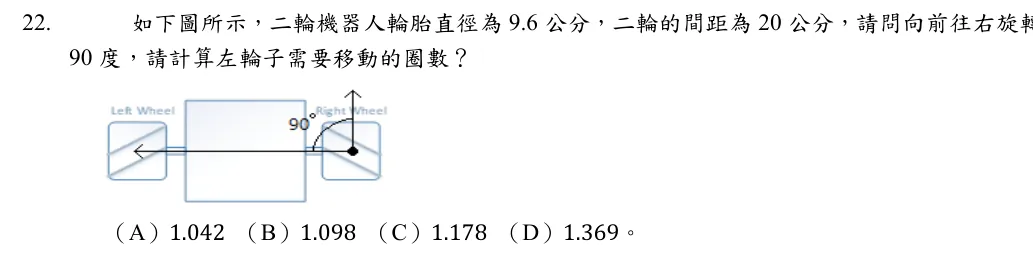 22. 如下圖所示，二輪機器人輪胎直徑為 9.6 公分，二輪的間距為 20 公分，請問向前往右旋轉
90 度，請計算左輪子需要移動的圈數？
Left Wheel
Right Wheel
90°
（A）1.042 （B）1.098 （C）1.178 （D）1.369。